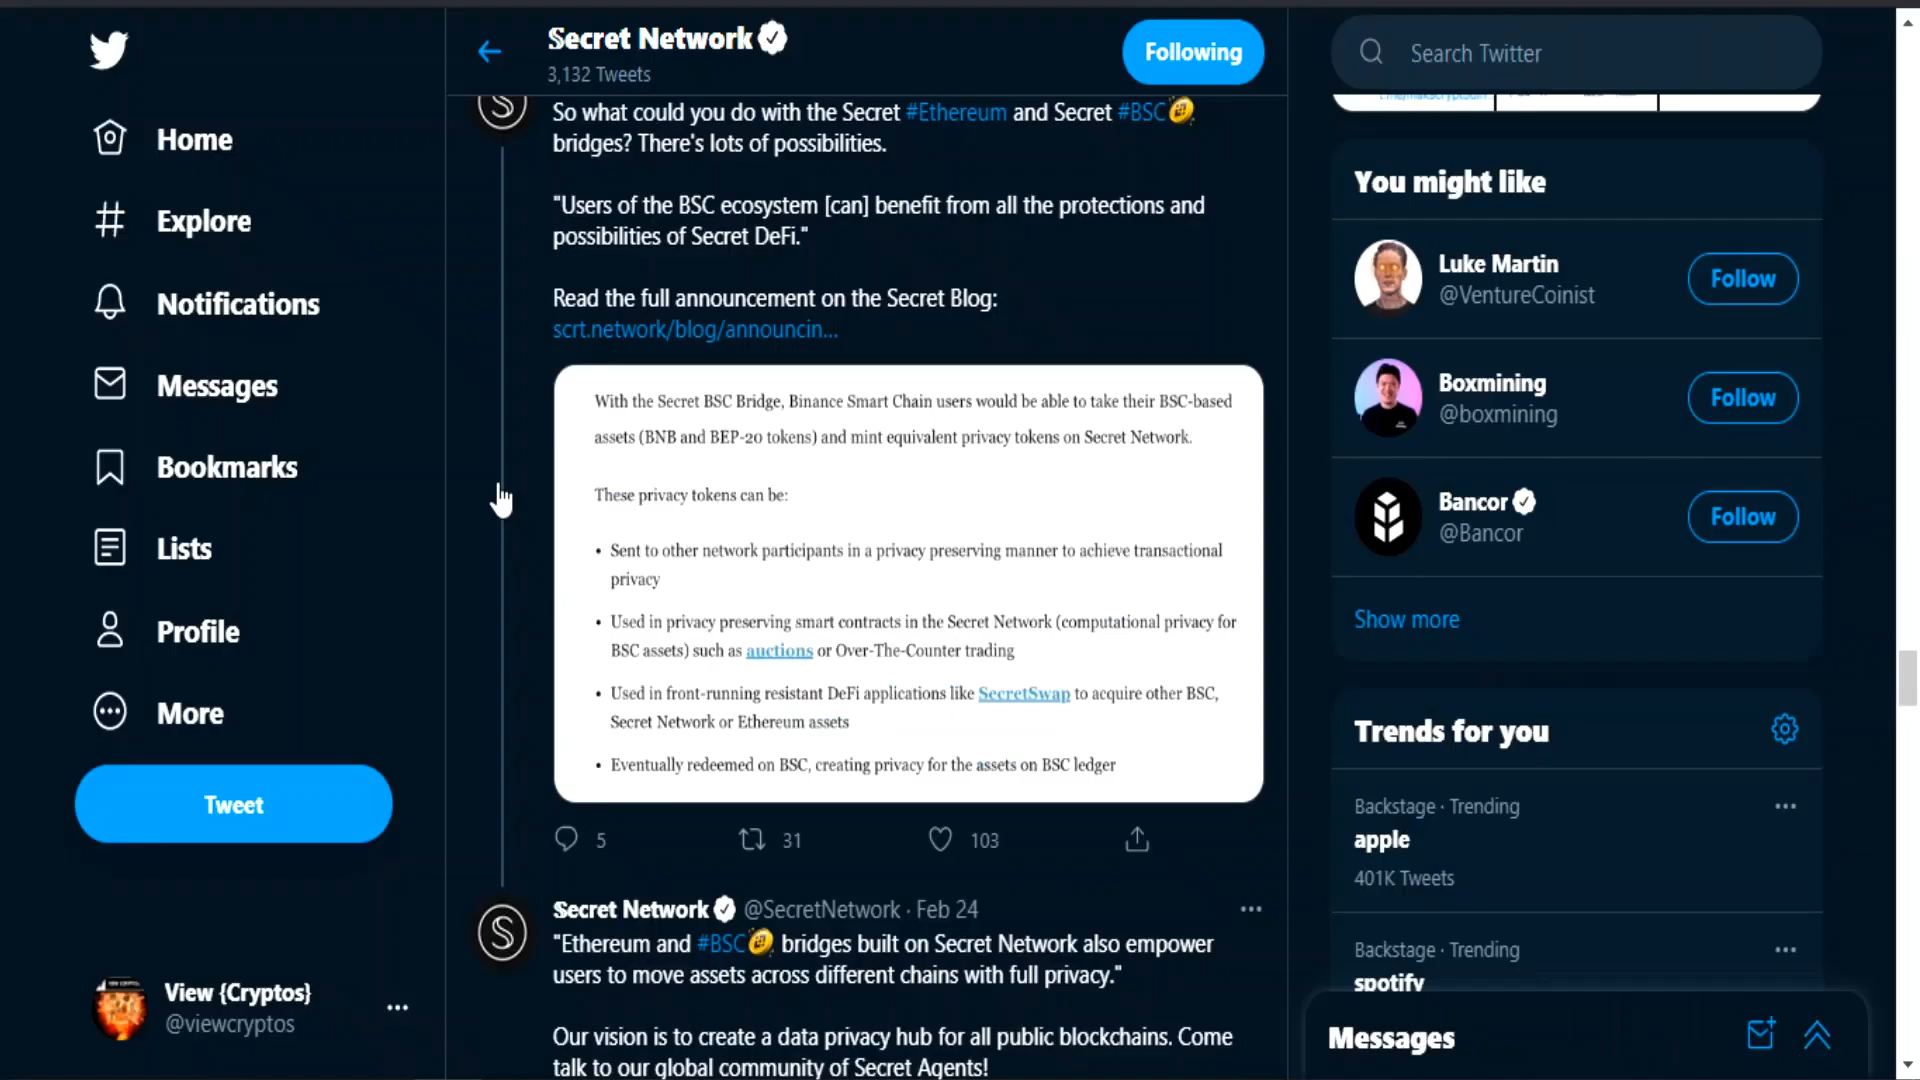 Secret Network
3,132 Tweets
Following
Search Twitter
Home
Explore
Notifications
Messages
Bookmarks
Lists
Profile
More
Tweet
View {Cryptos}
@viewcryptos
So what could you do with the Secret #Ethereum and Secret #BSC
bridges? There's lots of possibilities.
"Users of the BSC ecosystem [can] benefit from all the protections and
possibilities of Secret DeFi."
Read the full announcement on the Secret Blog:
scrt.network/blog/announcin...
With the Secret BSC Bridge, Binance Smart Chain users would be able to take their BSC-based
assets (BNB and BEP-20 tokens) and mint equivalent privacy tokens on Secret Network.
These privacy tokens can be:
• Sent to other network participants in a privacy preserving manner to achieve transactional
privacy
• Used in privacy preserving smart contracts in the Secret Network (computational privacy for
BSC assets) such as auctions or Over-The-Counter trading
• Used in front-running resistant DeFi applications like SecretSwap to acquire other BSC,
Secret Network or Ethereum assets
• Eventually redeemed on BSC, creating privacy for the assets on BSC ledger
5 31 103
Secret Network @SecretNetwork · Feb 24
"Ethereum and #BSC bridges built on Secret Network also empower
users to move assets across different chains with full privacy."
Our vision is to create a data privacy hub for all public blockchains. Come
talk to our global community of Secret Agents!
You might like
Luke Martin
@VentureCoinist
Follow
Boxmining
@boxmining
Follow
Bancor
@Bancor
Follow
Show more
Trends for you
Backstage · Trending
apple
401K Tweets
Backstage · Trending
spotify
Messages